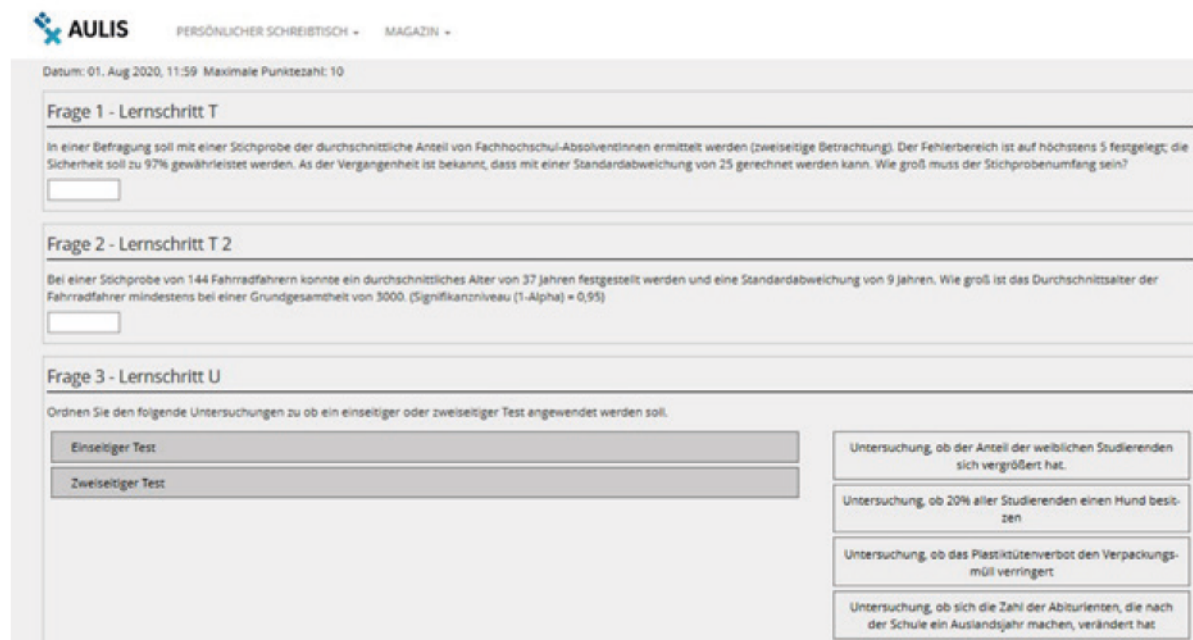 AULIS
PERSÖNLICHER SCHREIBTISCH
MAGAZIN
Datum: 01. Aug 2020, 11:59 Maximale Punktezahl: 10
Frage 1 - Lernschritt T
In einer Befragung soll mit einer Stichprobe der durchschnittliche Anteil von Fachhochschul-AbsolventInnen ermittelt werden (zweiseitige Betrachtung). Der Fehlerbereich ist auf höchstens 5 festgelegt; die
Sicherheit soll zu 97% gewährleistet werden. As der Vergangenheit ist bekannt, dass mit einer Standardabweichung von 25 gerechnet werden kann. Wie groß muss der Stichprobenumfang sein?
Frage 2 - Lernschritt T 2
Bei einer Stichprobe von 144 Fahrradfahrern konnte ein durchschnittliches Alter von 37 Jahren festgestellt werden und eine Standardabweichung von 9 Jahren. Wie groß ist das Durchschnittsalter der
Fahrradfahrer mindestens bei einer Grundgesamtheit von 3000. (Signifikanzniveau (1-Alpha) = 0,95)
Frage 3 - Lernschritt U
Ordnen Sie den folgende Untersuchungen zu ob ein einseitiger oder zweiseitiger Test angewendet werden soll.
Einseitiger Test
Zweiseitiger Test
Untersuchung, ob der Anteil der weiblichen Studierenden
sich vergrößert hat.
Untersuchung, ob 20% aller Studierenden einen Hund besit-
zen
Untersuchung, ob das Plastiktütenverbot den Verpackungs-
müll verringert
Untersuchung, ob sich die Zahl der Abiturienten, die nach
der Schule ein Auslandsjahr machen, verändert hat